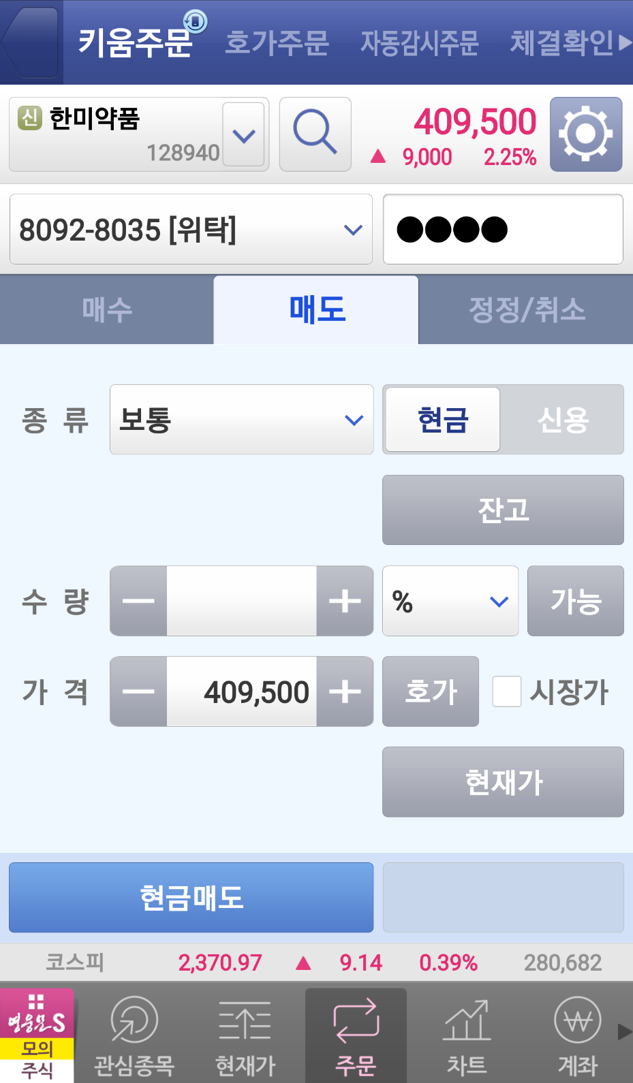 키움주문 호가주문 자동감시주문 체결확인▶
신 한미약품
128940
409,500
▲ 9,000 2.25%
8092-8035 [위탁] ●●●●
매수 매도 정정/취소
종 류 보통 현금 신용
잔고
수 량 − + % 가능
가 격 − 409,500 + 호가 시장가
현재가
현금매도
코스피 2,370.97 ▲ 9.14 0.39% 280,682
영웅문S
모의
주식
관심종목 현재가 주문 차트 계좌